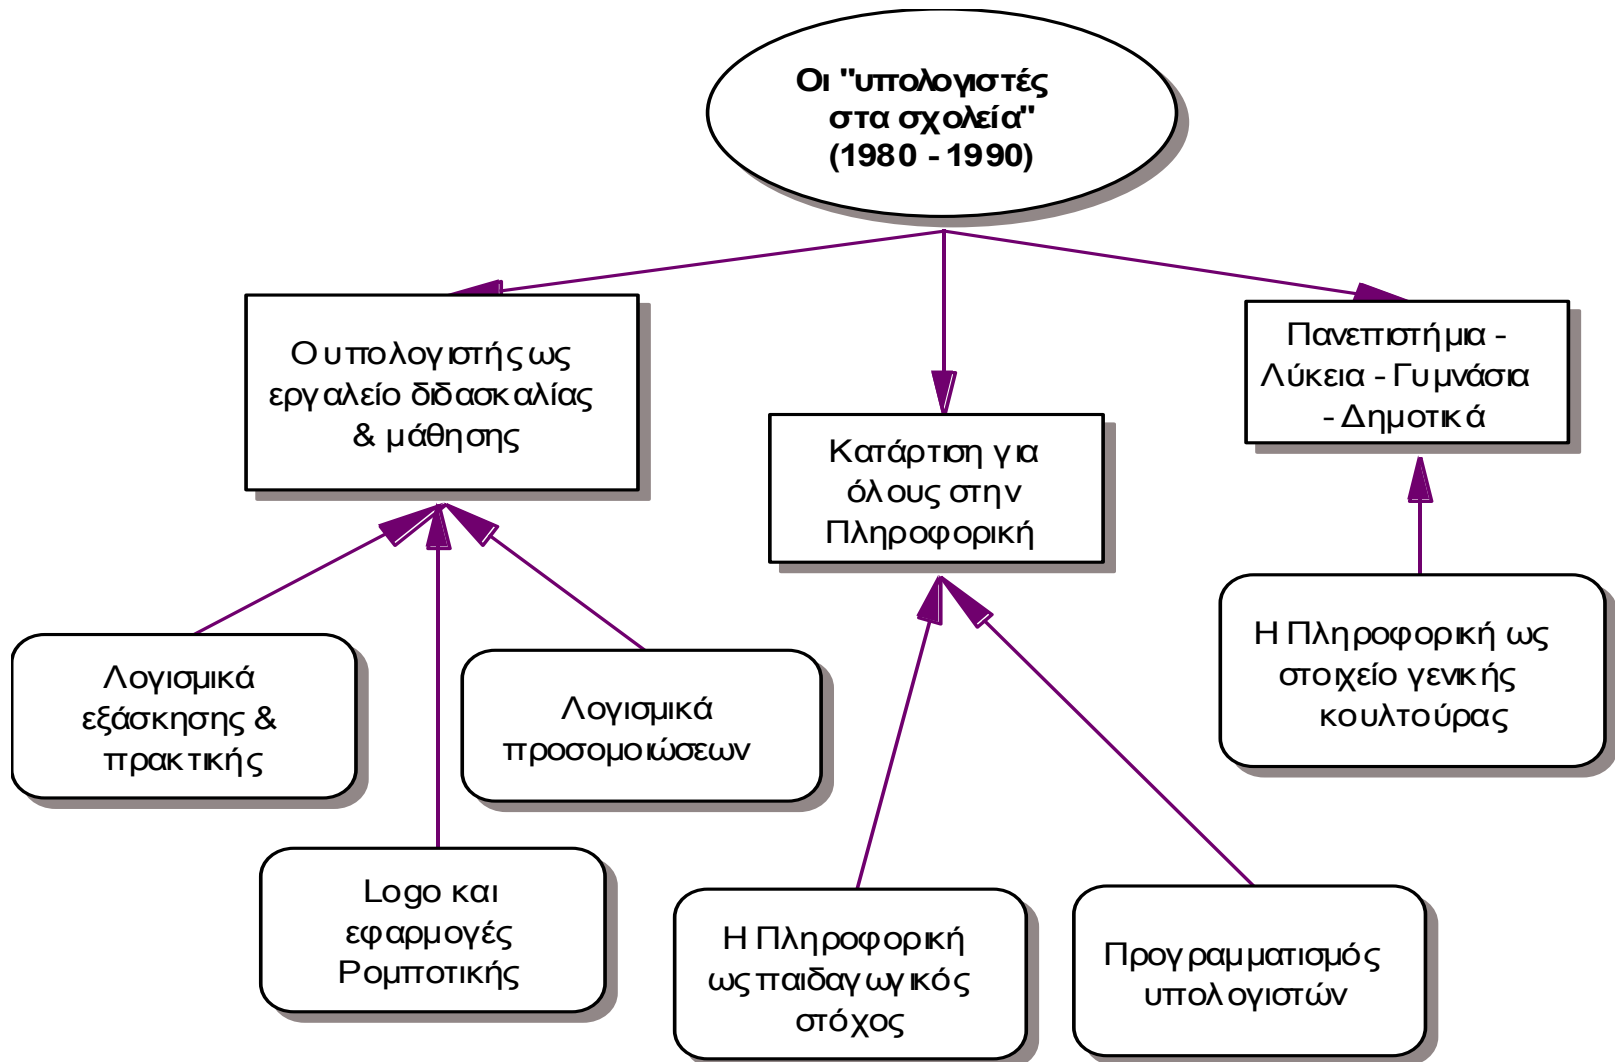 Οι "υπολογιστές
στα σχολεία"
(1980 - 1990)
Ο υπολογιστής ως
εργαλείο διδασκαλίας
& μάθησης
Κατάρτιση για
όλους στην
Πληροφορική
Πανεπιστήμια -
Λύκεια - Γυμνάσια
- Δημοτικά
Λογισμικά
εξάσκησης &
πρακτικής
Λογισμικά
προσομοιώσεων
Η Πληροφορική ως
στοιχείο γενικής
κουλτούρας
Logo και
εφαρμογές
Ρομποτικής
Η Πληροφορική
ως παιδαγωγικός
στόχος
Προγραμματισμός
υπολογιστών